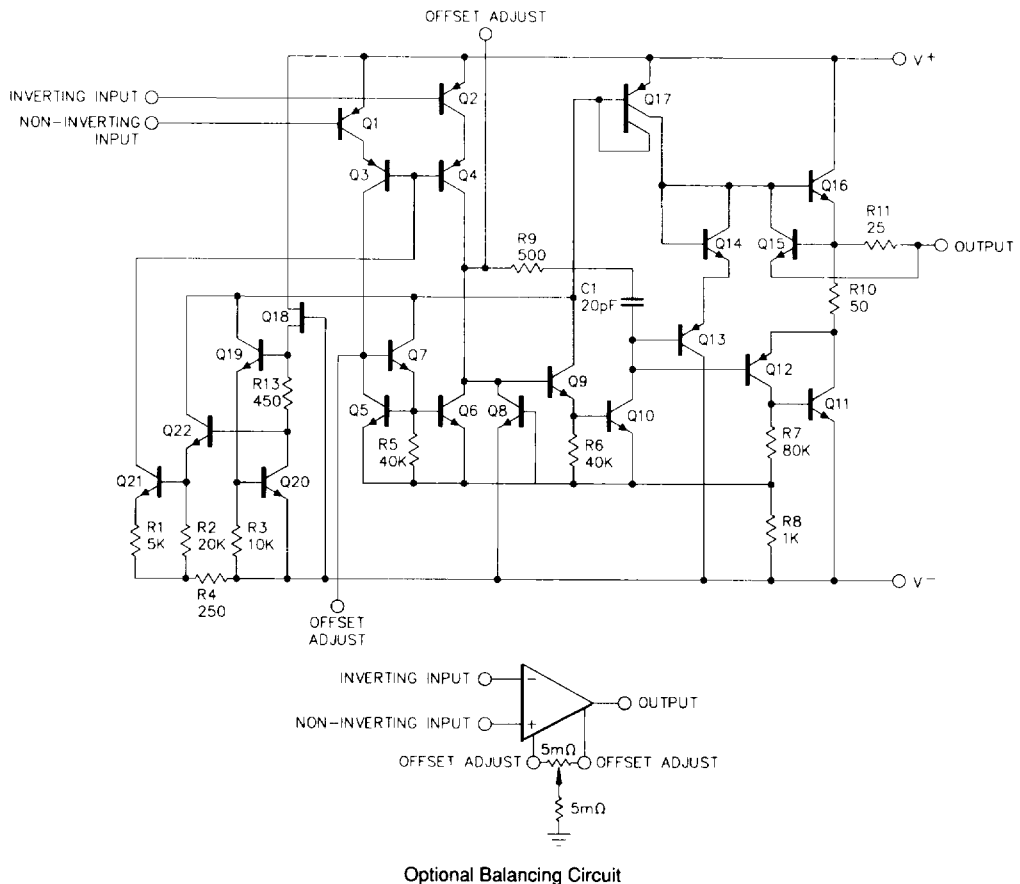 OFFSET ADJUST
V+
INVERTING INPUT
Q2
Q17
NON-INVERTING
INPUT
Q1
Q3
Q4
Q16
R11
25
R9
500
Q14
Q15
OUTPUT
C1
20pF
R10
50
Q18
Q13
Q19
Q7
Q12
R13
450
Q9
Q5
Q6
Q8
Q10
Q11
Q22
R5
40K
R6
40K
R7
80K
Q21
Q20
R1
5K
R2
20K
R3
10K
R8
1K
R4
250
V-
OFFSET
ADJUST
INVERTING INPUT
-
OUTPUT
NON-INVERTING INPUT
+
5mΩ
OFFSET ADJUST
OFFSET ADJUST
5mΩ
Optional Balancing Circuit